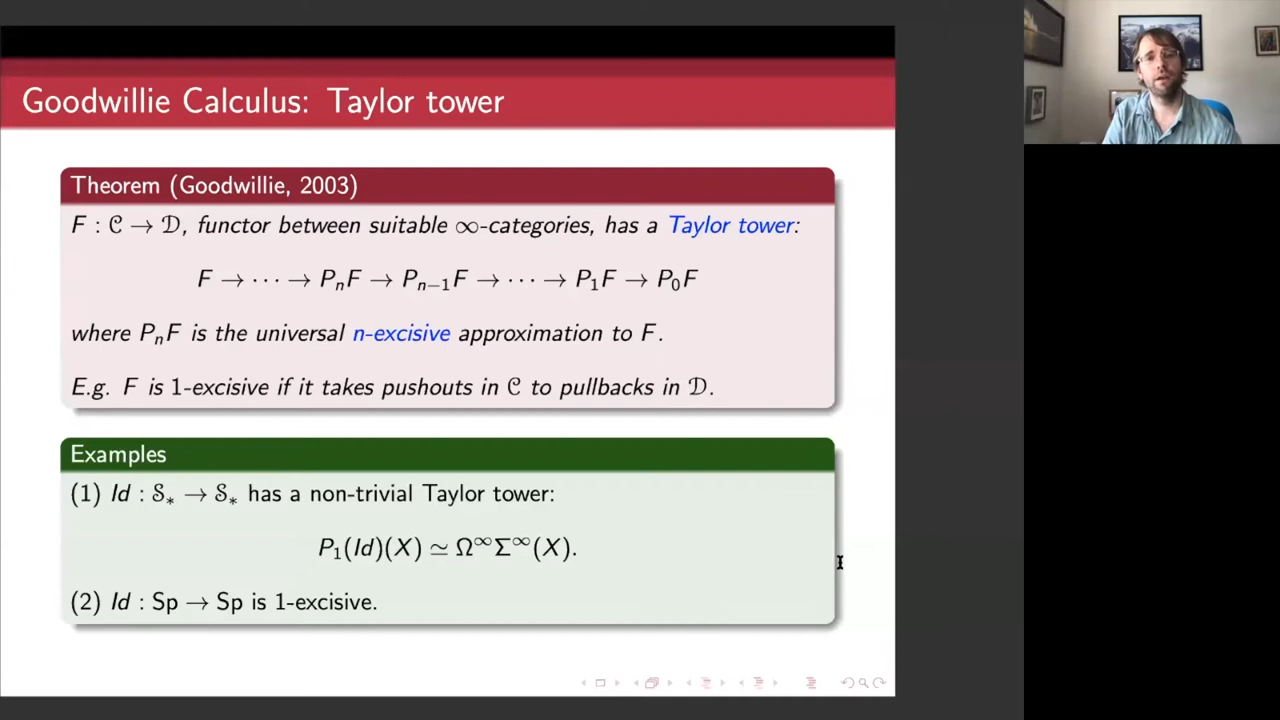 Goodwillie Calculus: Taylor tower
Theorem (Goodwillie, 2003)
F : 𝒞 → 𝒟, functor between suitable ∞-categories, has a Taylor tower:
F → ⋯ → PₙF → Pₙ₋₁F → ⋯ → P₁F → P₀F
where PₙF is the universal n-excisive approximation to F.
E.g. F is 1-excisive if it takes pushouts in 𝒞 to pullbacks in 𝒟.
Examples
(1) Id : 𝒮∗ → 𝒮∗ has a non-trivial Taylor tower:
P₁(Id)(X) ≃ Ω^∞Σ^∞(X).
(2) Id : Sp → Sp is 1-excisive.